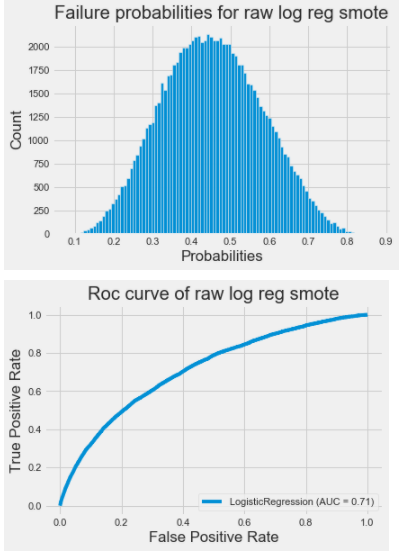 Failure probabilities for raw log reg smote
2000
1750
1500
1250
1000
750
500
250
0
Count
0.1 0.2 0.3 0.4 0.5 0.6 0.7 0.8 0.9
Probabilities
Roc curve of raw log reg smote
1.0
0.8
0.6
0.4
0.2
0.0
True Positive Rate
LogisticRegression (AUC = 0.71)
0.0 0.2 0.4 0.6 0.8 1.0
False Positive Rate